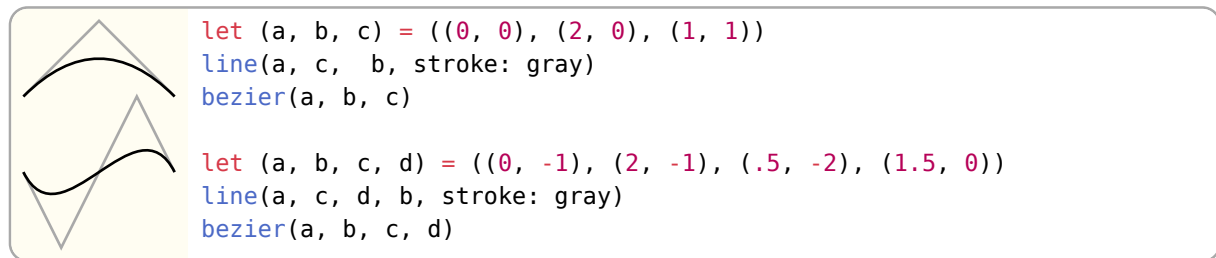 let (a, b, c) = ((0, 0), (2, 0), (1, 1))
line(a, c,  b, stroke: gray)
bezier(a, b, c)

let (a, b, c, d) = ((0, -1), (2, -1), (.5, -2), (1.5, 0))
line(a, c, d, b, stroke: gray)
bezier(a, b, c, d)